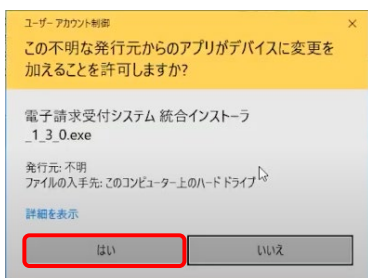 ユーザー アカウント制御
×
この不明な発行元からのアプリがデバイスに変更を
加えることを許可しますか?
電子請求受付システム 統合インストーラ
_1_3_0.exe
発行元: 不明
ファイルの入手先: このコンピューター上のハード ドライブ
詳細を表示
はい
いいえ